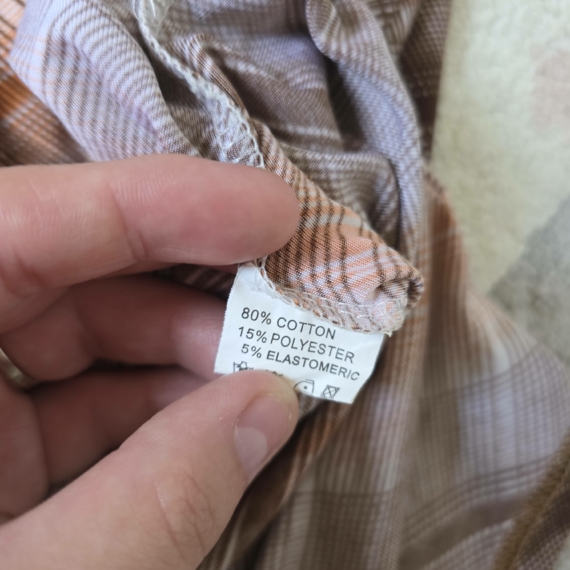 80% COTTON
15% POLYESTER
5% ELASTOMERIC